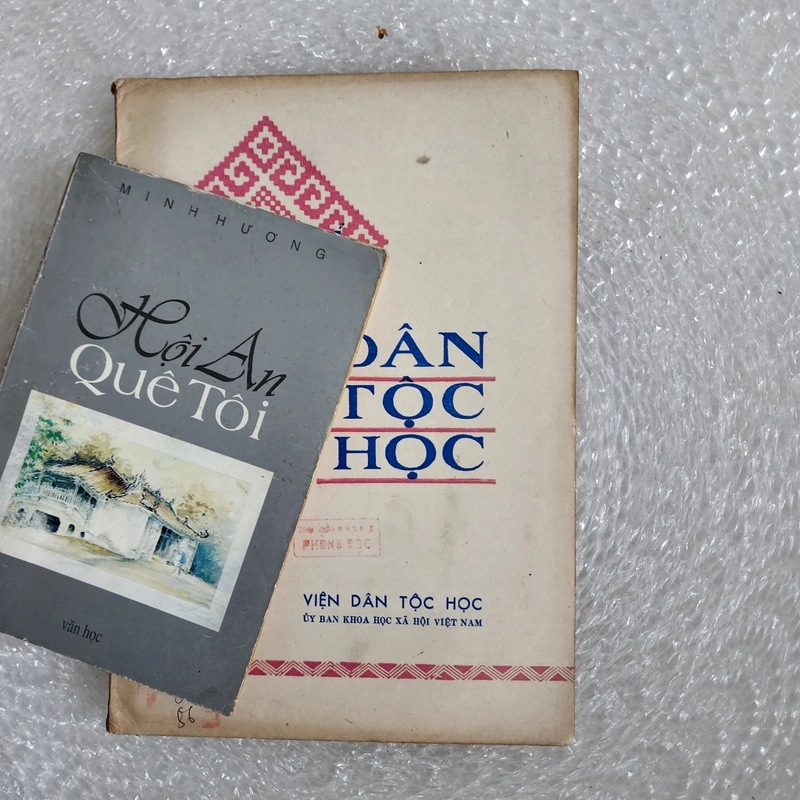 MINH HƯƠNG
Hội An
Quê Tôi
văn học
DÂN
TỘC
HỌC
PHÒNG ĐỌC
VIỆN DÂN TỘC HỌC
ỦY BAN KHOA HỌC XÃ HỘI VIỆT NAM
86